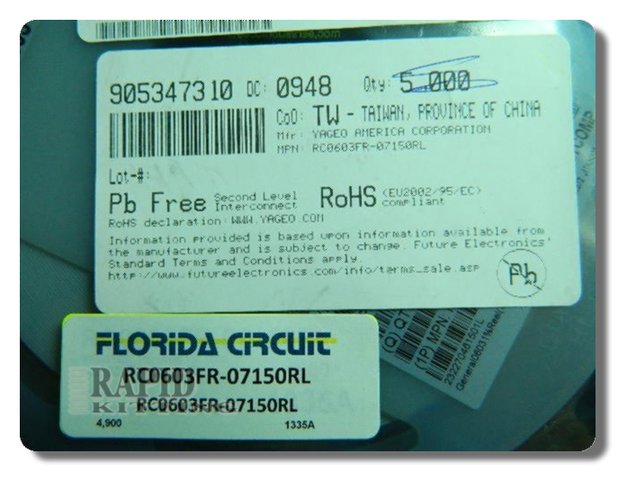 905347310 DC: 0948 Qty: 5.000
CoO: TW - TAIWAN, PROVINCE OF CHINA
Mfr: YAGEO AMERICA CORPORATION
MPN: RC0603FR-07150RL
Lot-#:
Pb Free Second Level Interconnect RoHS (EU2002/95/EC) compliant
RoHS declaration: WWW.YAGEO.COM
Information provided is based upon information available from
the manufacturer and is subject to change. Future Electronics'
Standard Terms and Conditions apply.
http://www.futureelectronics.com/info/terms_sale.asp
Pb
(Q) QT
(1P) MPN
232270461501L
FLORIDA CIRCUIT
RC0603FR-07150RL
RC0603FR-07150RL
4,900 1335A
RAPID